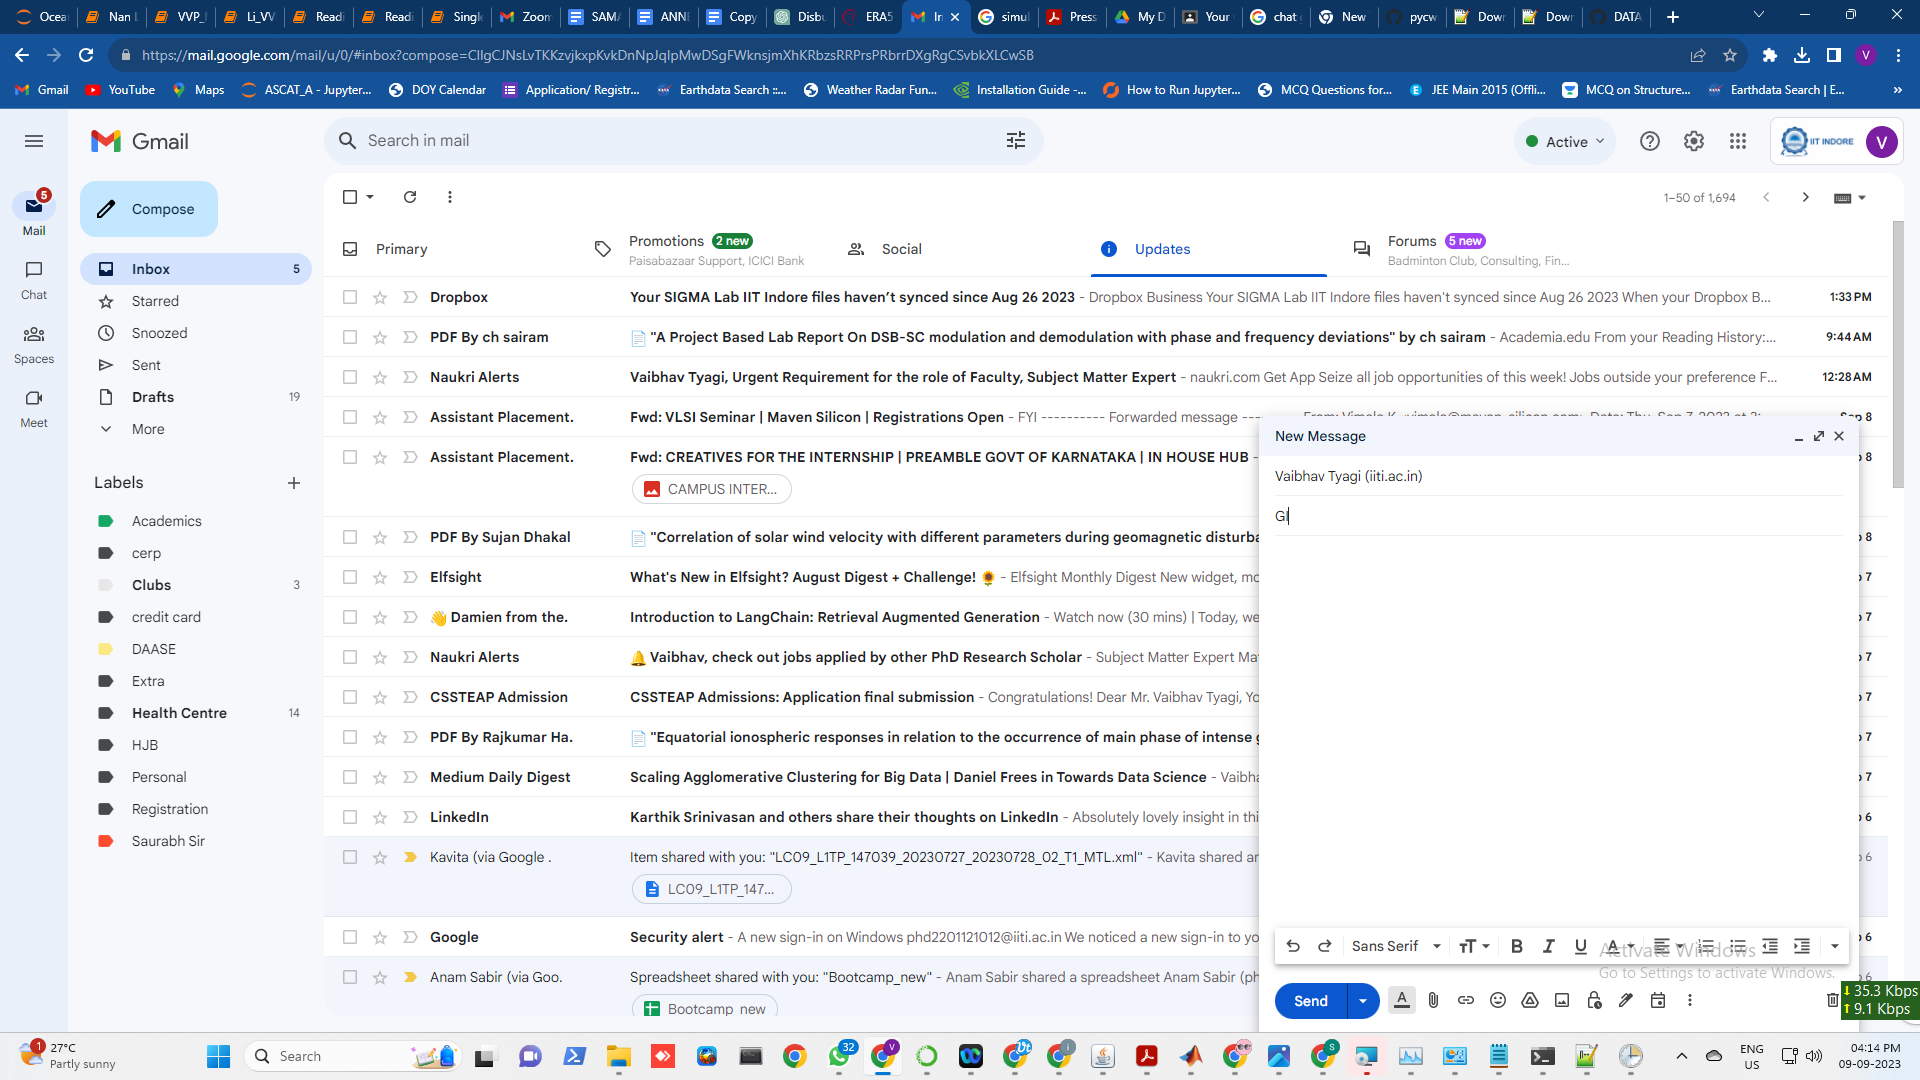 Ocea
Nan L
VVP_I
Li_VV
Readi
Readi
Single
Zoom
SAMA
ANNE
Copy
Disbu
ERA5
In
simul
Press
My D
Your
chat
New
pycw
Down
Down
DATA
https://mail.google.com/mail/u/0/#inbox?compose=CllgCJNsLvTKKzvjkxpKvkDnNpJqlpMwDSgFWknsjmXhKRbzsRRPrsPRbrrDXgRgCSvbkXLCwSB
Gmail
YouTube
Maps
ASCAT_A - Jupyter...
DOY Calendar
Application/ Registr...
Earthdata Search ::...
Weather Radar Fun...
Installation Guide -...
How to Run Jupyter...
MCQ Questions for...
JEE Main 2015 (Offli...
MCQ on Structure...
Earthdata Search | E...
Gmail
Search in mail
Active
IIT INDORE
V
5
Mail
Chat
Spaces
Meet
Compose
Inbox 5
Starred
Snoozed
Sent
Drafts 19
More
Labels
Academics
cerp
Clubs 3
credit card
DAASE
Extra
Health Centre 14
HJB
Personal
Registration
Saurabh Sir
1–50 of 1,694
Primary
Promotions 2 new
Paisabazaar Support, ICICI Bank
Social
Updates
Forums 5 new
Badminton Club, Consulting, Fin...
Dropbox Your SIGMA Lab IIT Indore files haven't synced since Aug 26 2023 - Dropbox Business Your SIGMA Lab IIT Indore files haven't synced since Aug 26 2023 When your Dropbox B... 1:33 PM
PDF By ch sairam "A Project Based Lab Report On DSB-SC modulation and demodulation with phase and frequency deviations" by ch sairam - Academia.edu From your Reading History:... 9:44 AM
Naukri Alerts Vaibhav Tyagi, Urgent Requirement for the role of Faculty, Subject Matter Expert - naukri.com Get App Seize all job opportunities of this week! Jobs outside your preference F... 12:28 AM
Assistant Placement. Fwd: VLSI Seminar | Maven Silicon | Registrations Open - FYI ---------- Forwarded message ---- Sep 8
Assistant Placement. Fwd: CREATIVES FOR THE INTERNSHIP | PREAMBLE GOVT OF KARNATAKA | IN HOUSE HUB - 8
CAMPUS INTER...
PDF By Sujan Dhakal "Correlation of solar wind velocity with different parameters during geomagnetic disturba 8
Elfsight What's New in Elfsight? August Digest + Challenge! 🌻 - Elfsight Monthly Digest New widget, mo 7
👋 Damien from the. Introduction to LangChain: Retrieval Augmented Generation - Watch now (30 mins) | Today, we 7
Naukri Alerts 🔔 Vaibhav, check out jobs applied by other PhD Research Scholar - Subject Matter Expert Ma 7
CSSTEAP Admission CSSTEAP Admissions: Application final submission - Congratulations! Dear Mr. Vaibhav Tyagi, Yo 7
PDF By Rajkumar Ha. "Equatorial ionospheric responses in relation to the occurrence of main phase of intense g 7
Medium Daily Digest Scaling Agglomerative Clustering for Big Data | Daniel Frees in Towards Data Science - Vaibh 7
LinkedIn Karthik Srinivasan and others share their thoughts on LinkedIn - Absolutely lovely insight in thi 6
Kavita (via Google . Item shared with you: "LC09_L1TP_147039_20230727_20230728_02_T1_MTL.xml" - Kavita shared ar 6
LC09_L1TP_147...
Google Security alert - A new sign-in on Windows phd2201121012@iiti.ac.in We noticed a new sign-in to yo 6
Anam Sabir (via Goo. Spreadsheet shared with you: "Bootcamp_new" - Anam Sabir shared a spreadsheet Anam Sabir (ph 6
Bootcamp_new
New Message
Vaibhav Tyagi (iiti.ac.in)
GI
Sans Serif
Activate Windows
Go to Settings to activate Windows.
Send
35.3 Kbps
9.1 Kbps
1
27°C
Partly sunny
Search
32
ENG
US
04:14 PM
09-09-2023